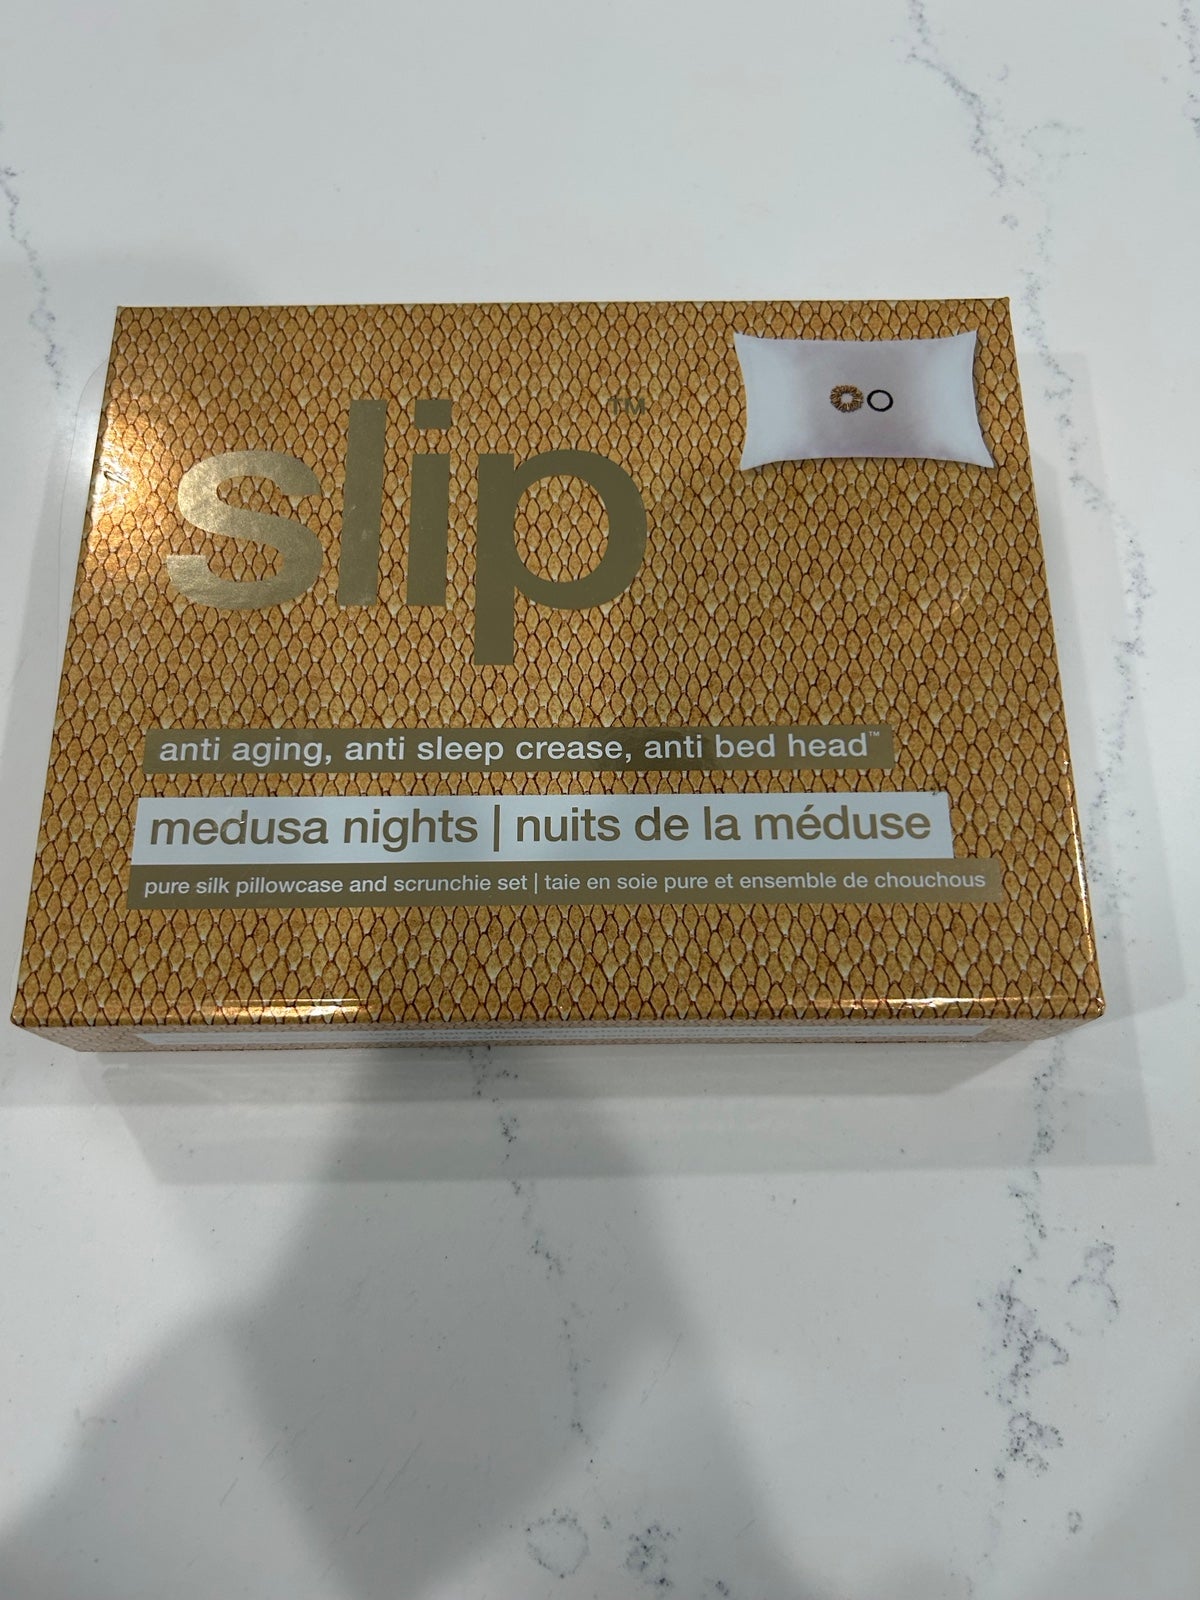 slip™
anti aging, anti sleep crease, anti bed head™
medusa nights | nuits de la méduse
pure silk pillowcase and scrunchie set | taie en soie pure et ensemble de chouchous